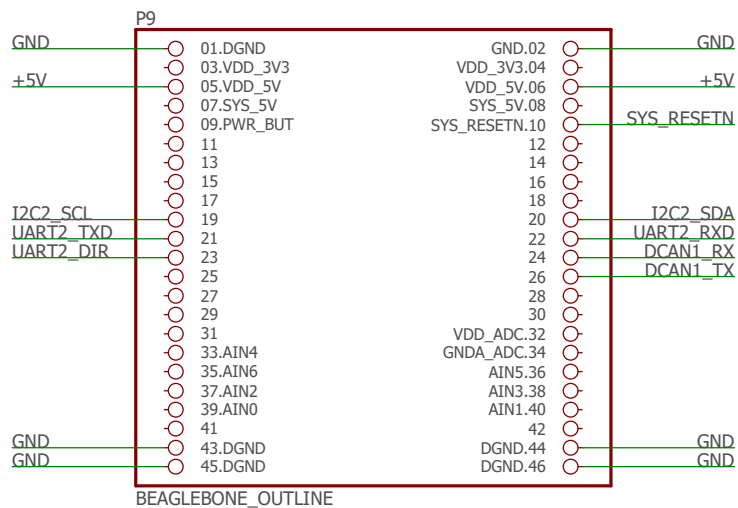 P9
GND 01.DGND GND.02 GND
03.VDD_3V3 VDD_3V3.04
+5V 05.VDD_5V VDD_5V.06 +5V
07.SYS_5V SYS_5V.08
09.PWR_BUT SYS_RESETN.10 SYS_RESETN
11 12
13 14
15 16
17 18
I2C2_SCL 19 20 I2C2_SDA
UART2_TXD 21 22 UART2_RXD
UART2_DIR 23 24 DCAN1_RX
25 26 DCAN1_TX
27 28
29 30
31 VDD_ADC.32
33.AIN4 GNDA_ADC.34
35.AIN6 AIN5.36
37.AIN2 AIN3.38
39.AIN0 AIN1.40
41 42
GND 43.DGND DGND.44 GND
GND 45.DGND DGND.46 GND
BEAGLEBONE_OUTLINE